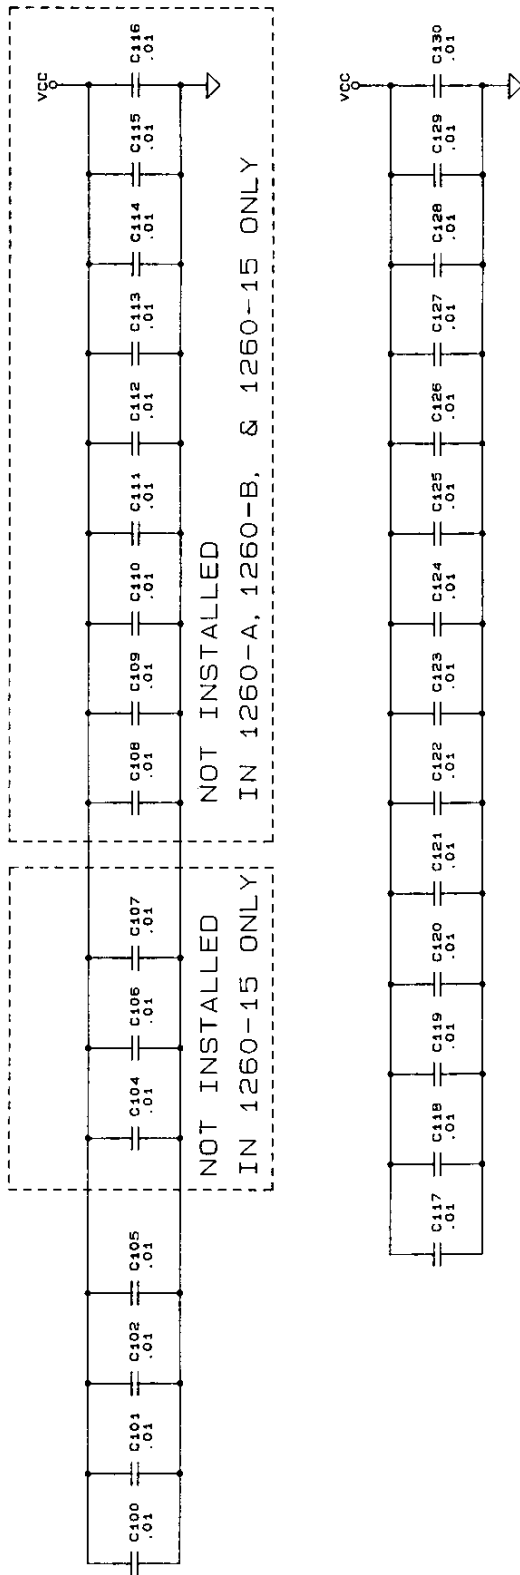 C100
.01
C101
.01
C102
.01
C105
.01
C104
.01
C106
.01
C107
.01
NOT INSTALLED
IN 1260-15 ONLY
C108
.01
C109
.01
C110
.01
C111
.01
C112
.01
C113
.01
C114
.01
C115
.01
C116
.01
VCC
NOT INSTALLED
IN 1260-A, 1260-B, & 1260-15 ONLY
C117
.01
C118
.01
C119
.01
C120
.01
C121
.01
C122
.01
C123
.01
C124
.01
C125
.01
C126
.01
C127
.01
C128
.01
C129
.01
C130
.01
VCC